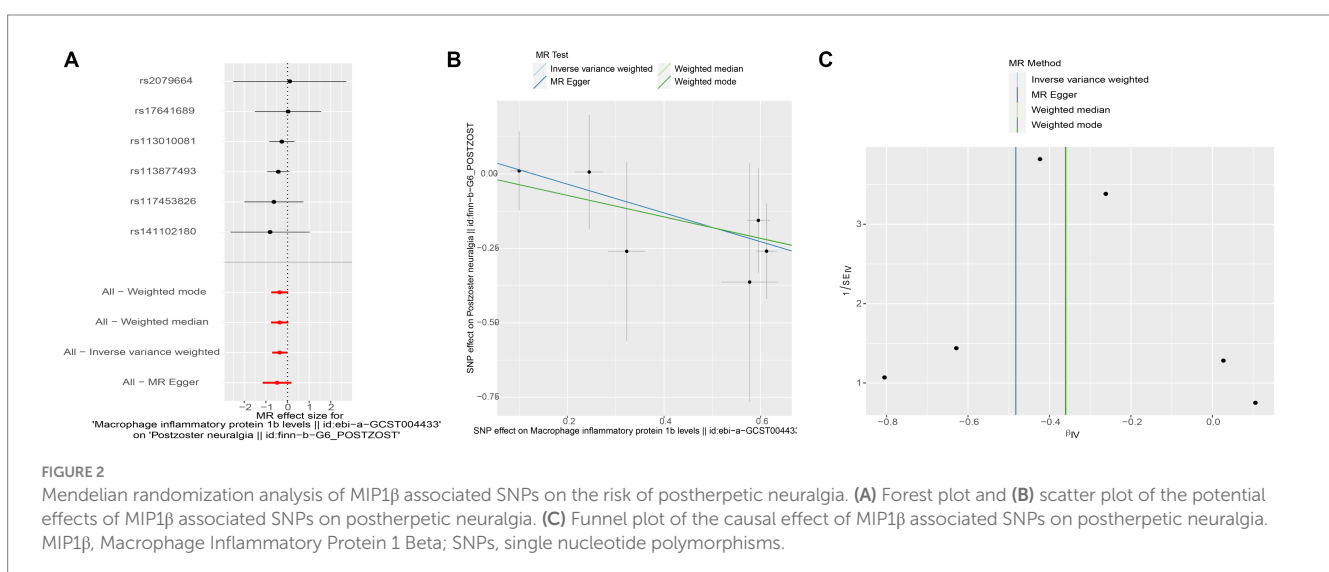 A
rs2079664
rs17641689
rs113010081
rs113877493
rs117453826
rs141102180
All − Weighted mode
All − Weighted median
All − Inverse variance weighted
All − MR Egger
−2 −1 0 1 2
MR effect size for
'Macrophage inflammatory protein 1b levels || id:ebi−a−GCST004433'
on 'Postzoster neuralgia || id:finn−b−G6_POSTZOST'
B
MR Test
Inverse variance weighted Weighted median
MR Egger Weighted mode
SNP effect on Postzoster neuralgia || id:finn−b−G6_POSTZOST
0.00
−0.25
−0.50
−0.75
0.2 0.4 0.6
SNP effect on Macrophage inflammatory protein 1b levels || id:ebi−a−GCST00443
C
MR Method
Inverse variance weighted
MR Egger
Weighted median
Weighted mode
1/SEIV
3
2
1
−0.8 −0.6 −0.4 −0.2 0.0
βIV
FIGURE 2
Mendelian randomization analysis of MIP1β associated SNPs on the risk of postherpetic neuralgia. (A) Forest plot and (B) scatter plot of the potential
effects of MIP1β associated SNPs on postherpetic neuralgia. (C) Funnel plot of the causal effect of MIP1β associated SNPs on postherpetic neuralgia.
MIP1β, Macrophage Inflammatory Protein 1 Beta; SNPs, single nucleotide polymorphisms.